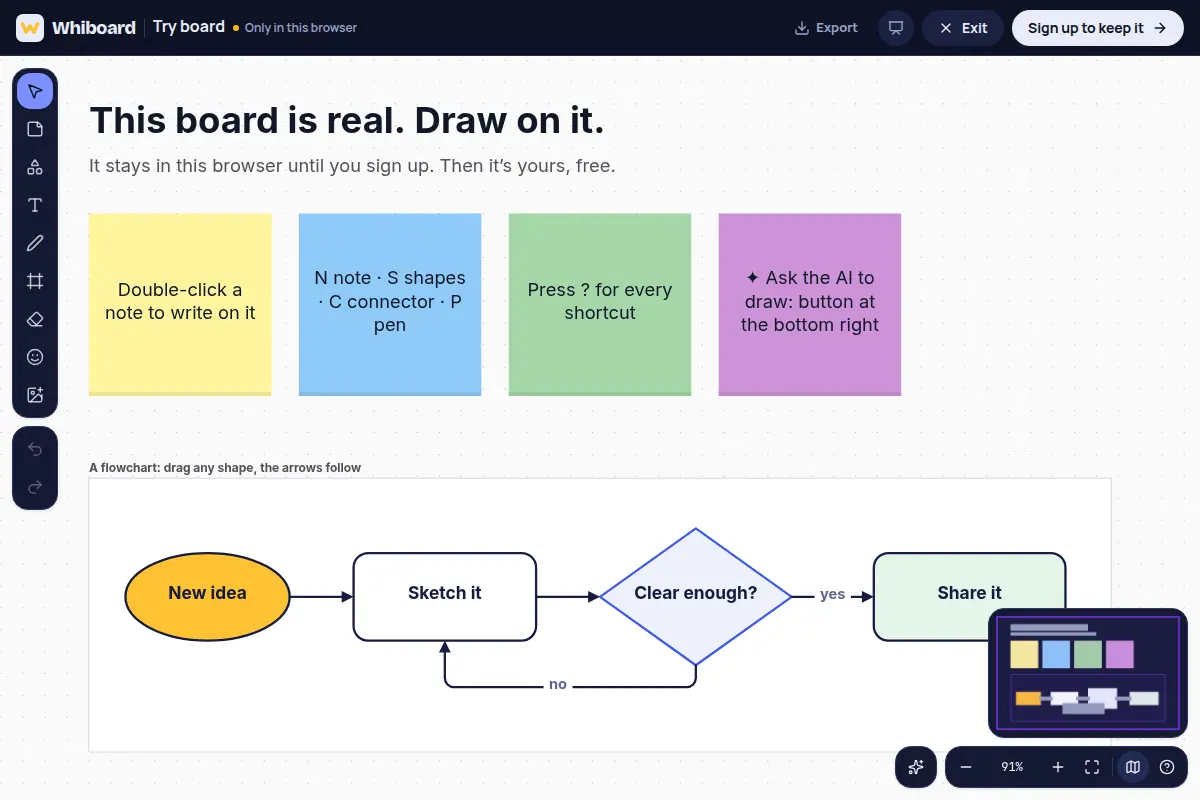 Whiboard
Try board
Only in this browser
Export
Exit
Sign up to keep it
This board is real. Draw on it.
It stays in this browser until you sign up. Then it’s yours, free.
Double-click a
note to write on it
N note · S shapes
· C connector · P
pen
Press ? for every
shortcut
✦ Ask the AI to
draw: button at
the bottom right
A flowchart: drag any shape, the arrows follow
New idea
Sketch it
Clear enough?
yes
Share it
no
91%